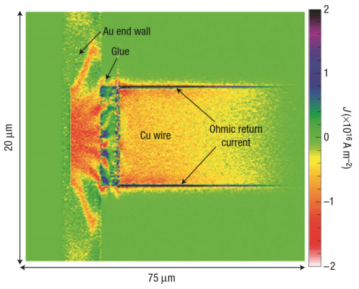 Au end wall
Glue
Cu wire
Ohmic return
current
20 μm
75 μm
2
1
0
−1
−2
J (×10¹⁶ A m⁻²)